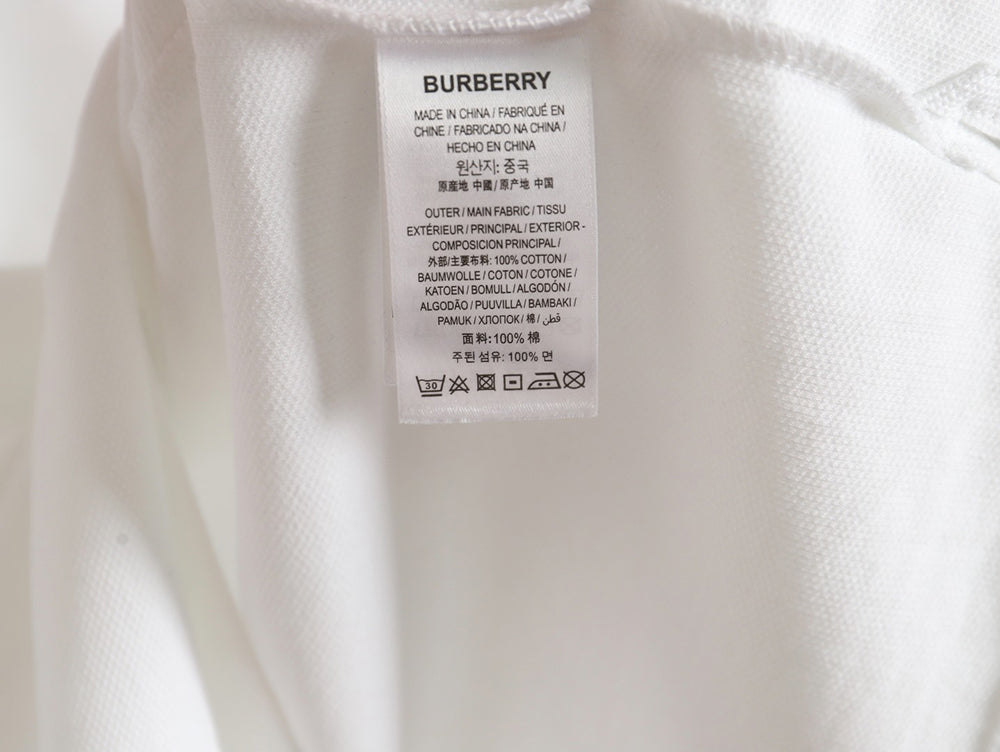 BURBERRY
MADE IN CHINA / FABRIQUÉ EN
CHINE / FABRICADO NA CHINA /
HECHO EN CHINA
원산지: 중국
原産地 中國 / 原产地 中国
OUTER / MAIN FABRIC / TISSU
EXTÉRIEUR / PRINCIPAL / EXTERIOR -
COMPOSICION PRINCIPAL /
外部/主要布料: 100% COTTON /
BAUMWOLLE / COTON / COTONE /
KATOEN / BOMULL / ALGODÓN /
ALGODÃO / PUUVILLA / BAMBAKI /
PAMUK / ХЛОПОК / 棉 / قطن
面料:100% 棉
주된 섬유: 100% 면
30